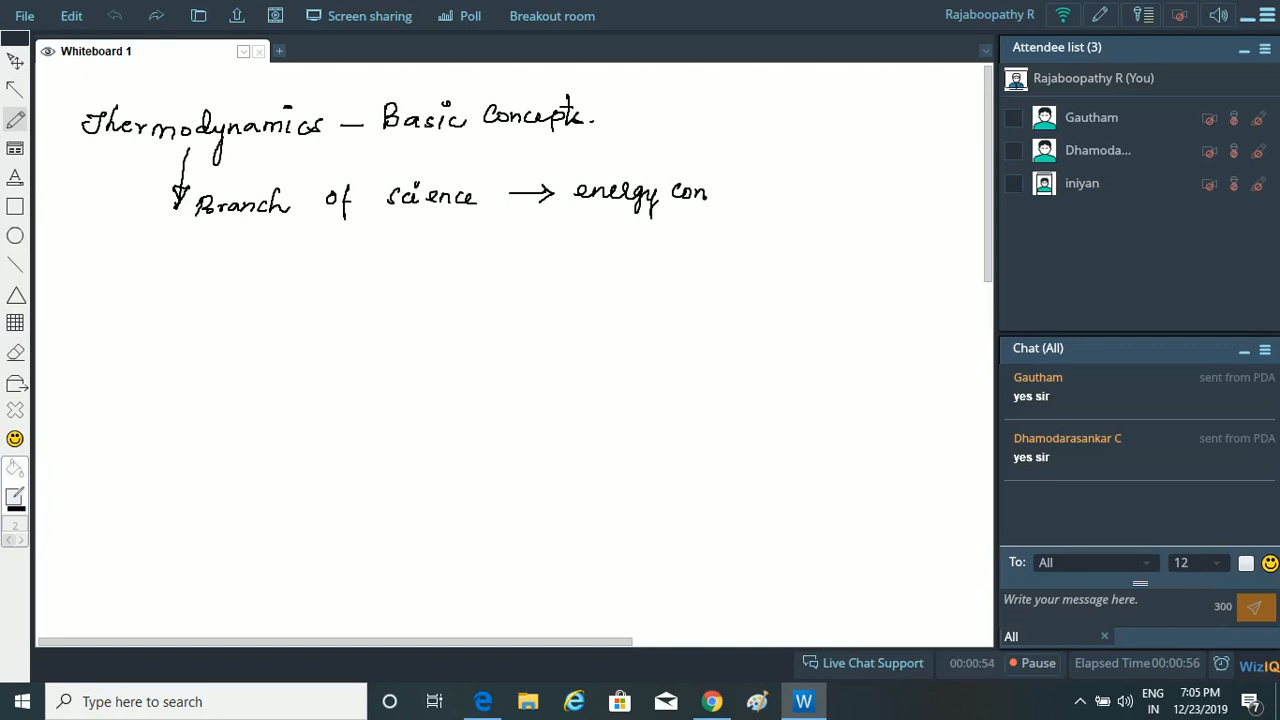 File Edit Screen sharing Poll Breakout room Rajaboopathy R
Whiteboard 1
Attendee list (3)
Rajaboopathy R (You)
Gautham
Dhamoda...
iniyan
Thermodynamics — Basic Concepts.
↓ Branch of science → energy con
Chat (All)
Gautham sent from PDA
yes sir
Dhamodarasankar C sent from PDA
yes sir
2
To: All 12
Write your message here. 300
All
Live Chat Support 00:00:54 Pause Elapsed Time 00:00:56 WizIQ
Type here to search
ENG 7:05 PM
IN 12/23/2019 7